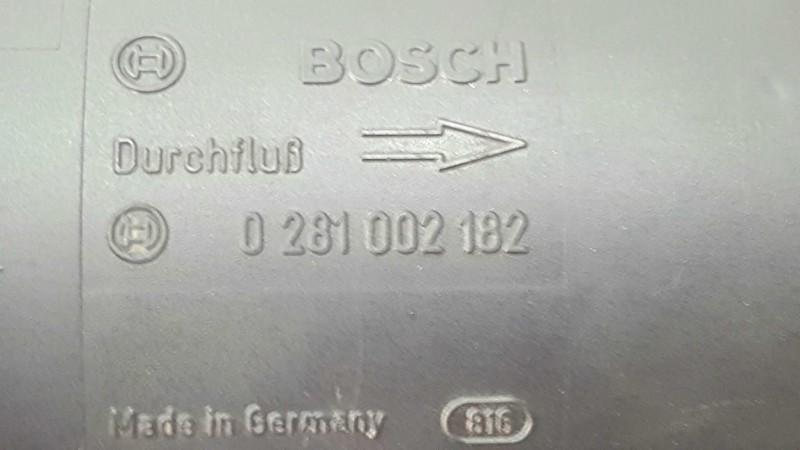 BOSCH
Durchfluß
0 281 002 182
Made in Germany 816